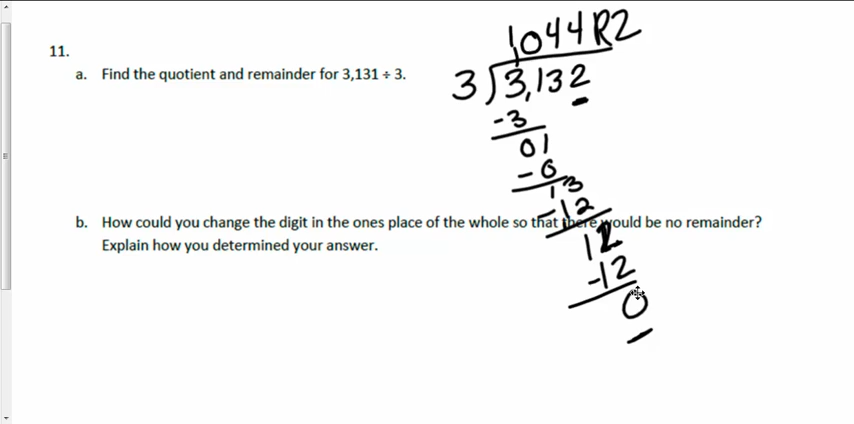 11.
a. Find the quotient and remainder for 3,131 ÷ 3.
1,044R2
3)3,132
-3
01
-0
13
-12
b. How could you change the digit in the ones place of the whole so that there would be no remainder?
Explain how you determined your answer.
12
-12
0